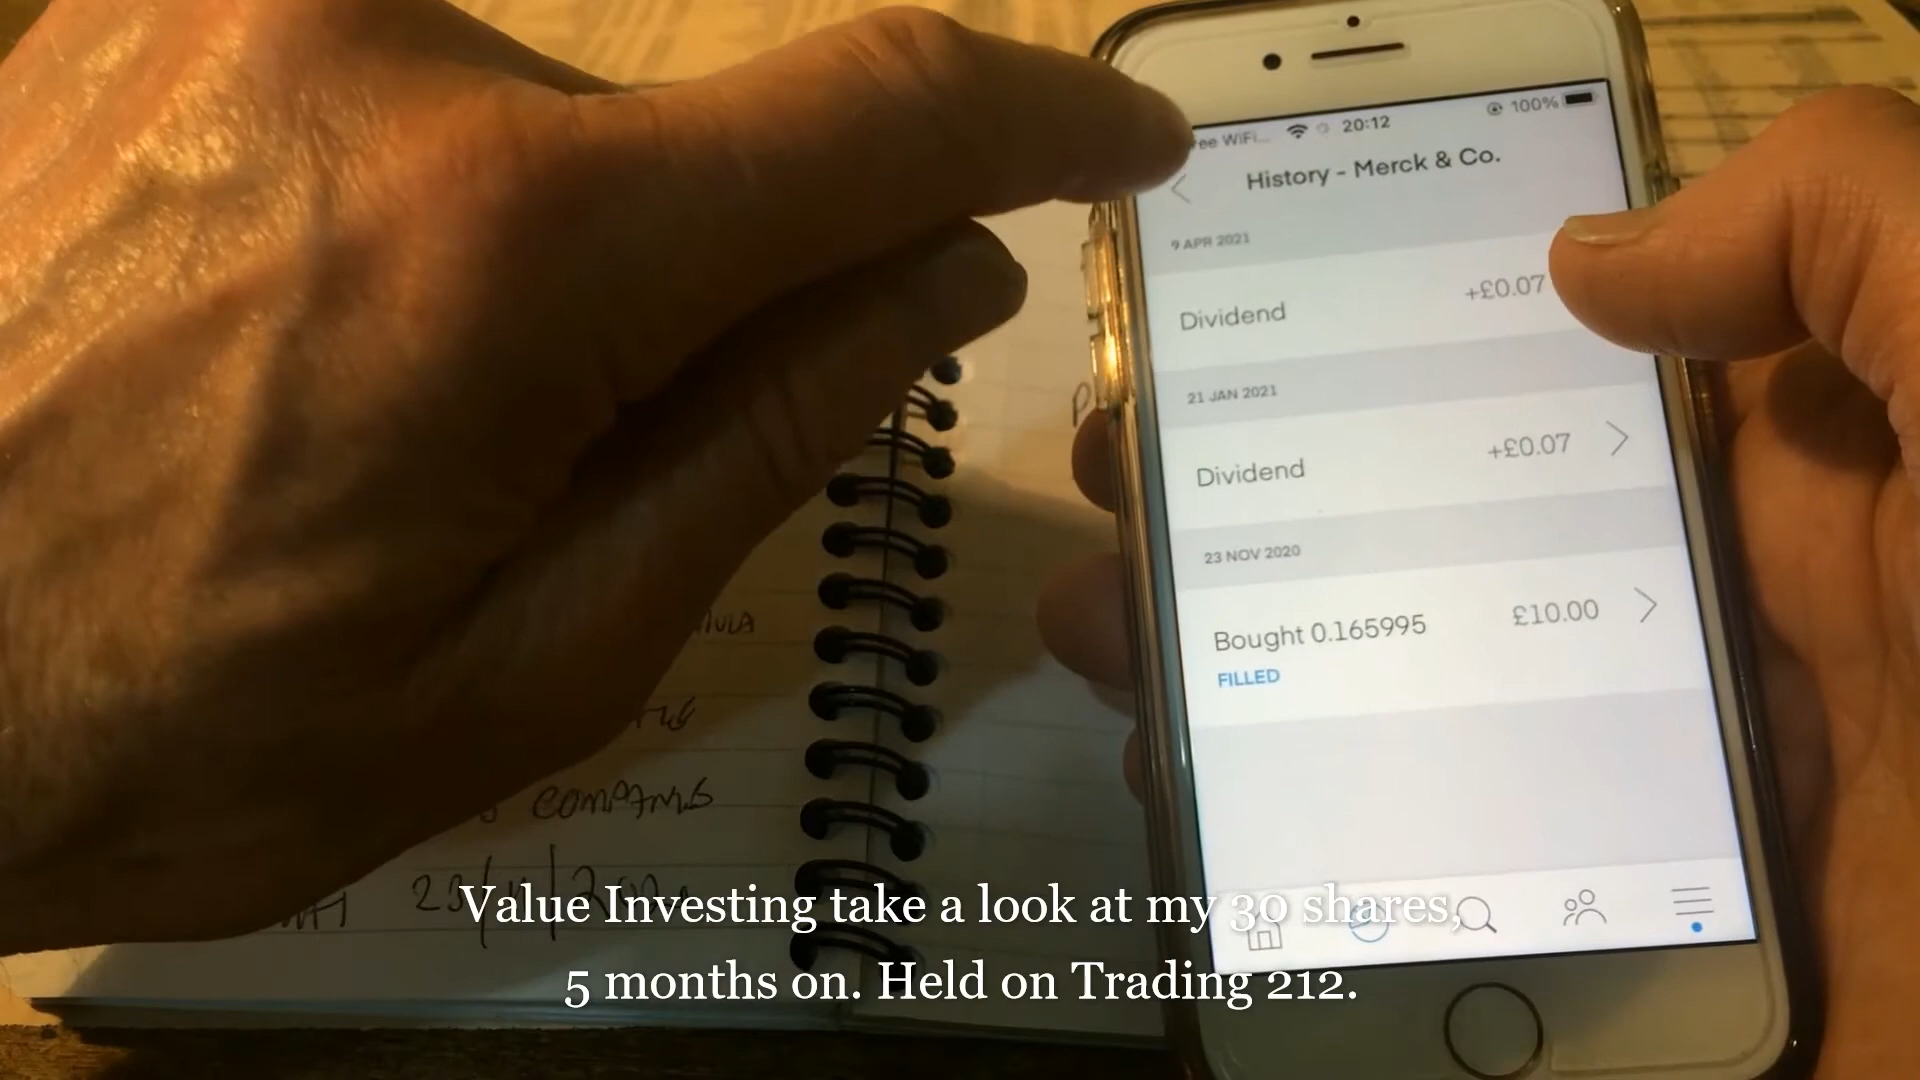 20:12
100%
History - Merck & Co.
9 APR 2021
Dividend +£0.07
21 JAN 2021
Dividend +£0.07
23 NOV 2020
Bought 0.165995 £10.00
FILLED
Value Investing take a look at my 30 shares,
5 months on. Held on Trading 212.